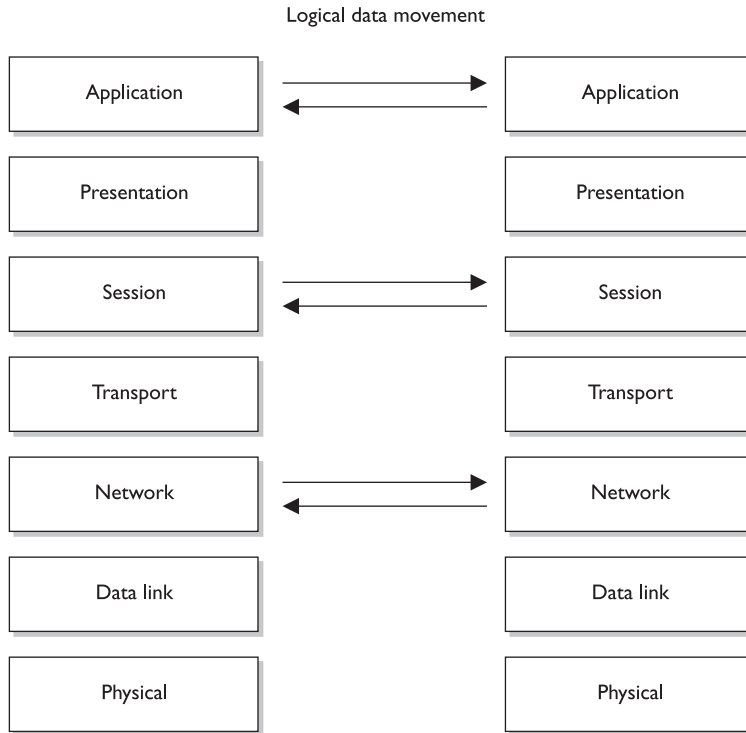 Logical data movement
Application
Application
Presentation
Presentation
Session
Session
Transport
Transport
Network
Network
Data link
Data link
Physical
Physical